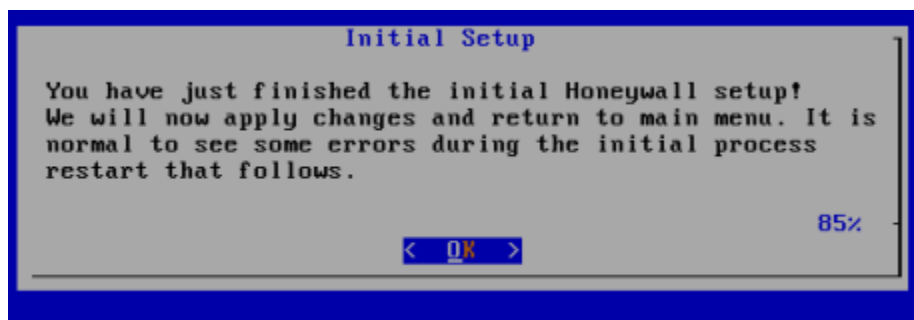 Initial Setup
You have just finished the initial Honeywall setup!
We will now apply changes and return to main menu. It is
normal to see some errors during the initial process
restart that follows.
85%
< OK >